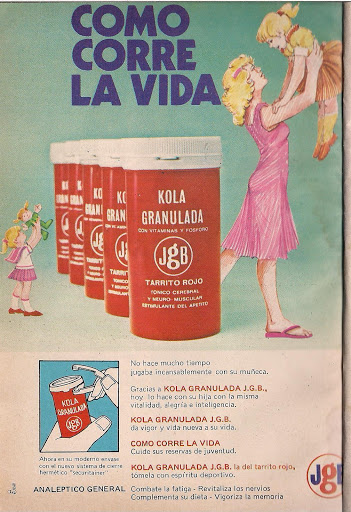 COMO
CORRE
LA VIDA
KOLA
GRANULADA
CON VITAMINAS Y FOSFORO
JgB
TARRITO ROJO
TONICO CEREBRAL
Y NEURO-MUSCULAR
ESTIMULANTE DEL APETITO
No hace mucho tiempo
jugaba incansablemente con su muñeca.
Gracias a KOLA GRANULADA J.G.B.,
hoy lo hace con su hija con la misma
vitalidad, alegría e inteligencia.
KOLA GRANULADA J.G.B.
da vigor y vida nueva a su vida.
COMO CORRE LA VIDA
Cuide sus reservas de juventud.
KOLA GRANULADA J.G.B. la del tarrito rojo,
tómela con espíritu deportivo.
KOLA
GRANULADA
JGB
Ahora en su moderno envase
con el nuevo sistema de cierre
hermético "securitainer"
ANALEPTICO GENERAL
Combate la fatiga - Revitaliza los nervios
Complementa su dieta - Vigoriza la memoria
JgB